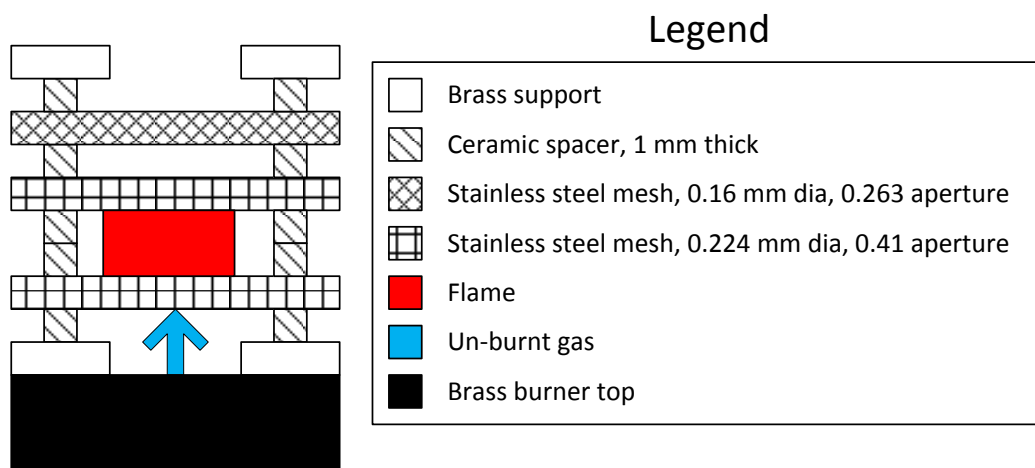 Legend
Brass support
Ceramic spacer, 1 mm thick
Stainless steel mesh, 0.16 mm dia, 0.263 aperture
Stainless steel mesh, 0.224 mm dia, 0.41 aperture
Flame
Un-burnt gas
Brass burner top